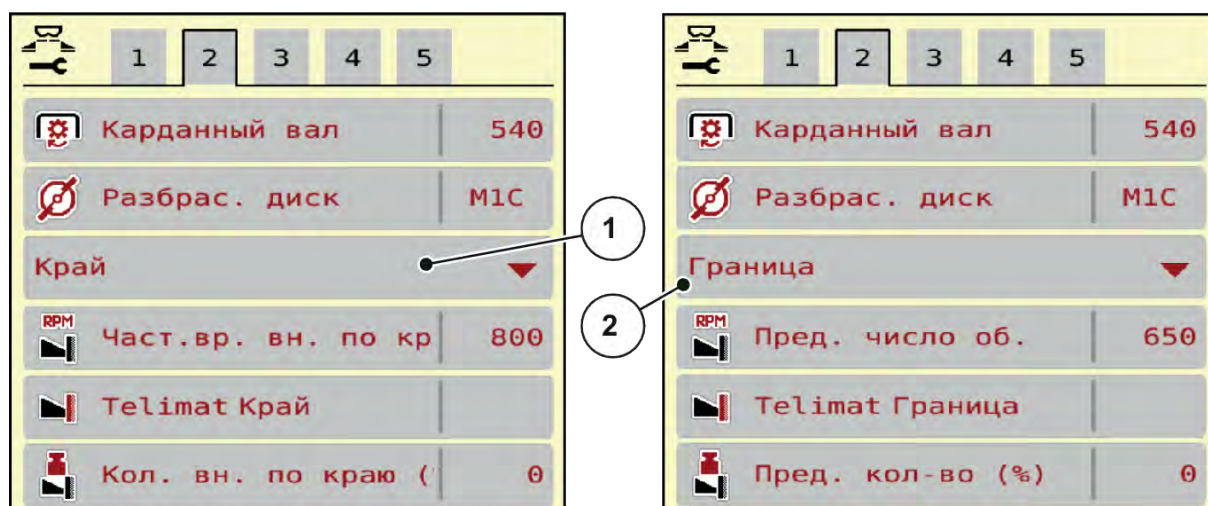 1 2 3 4 5
Карданный вал 540
Разбрас. диск M1C
Край
RPM
Част.вр. вн. по кр 800
Telimat Край
Кол. вн. по краю ( 0
1
2
1 2 3 4 5
Карданный вал 540
Разбрас. диск M1C
Граница
RPM
Пред. число об. 650
Telimat Граница
Пред. кол-во (%) 0